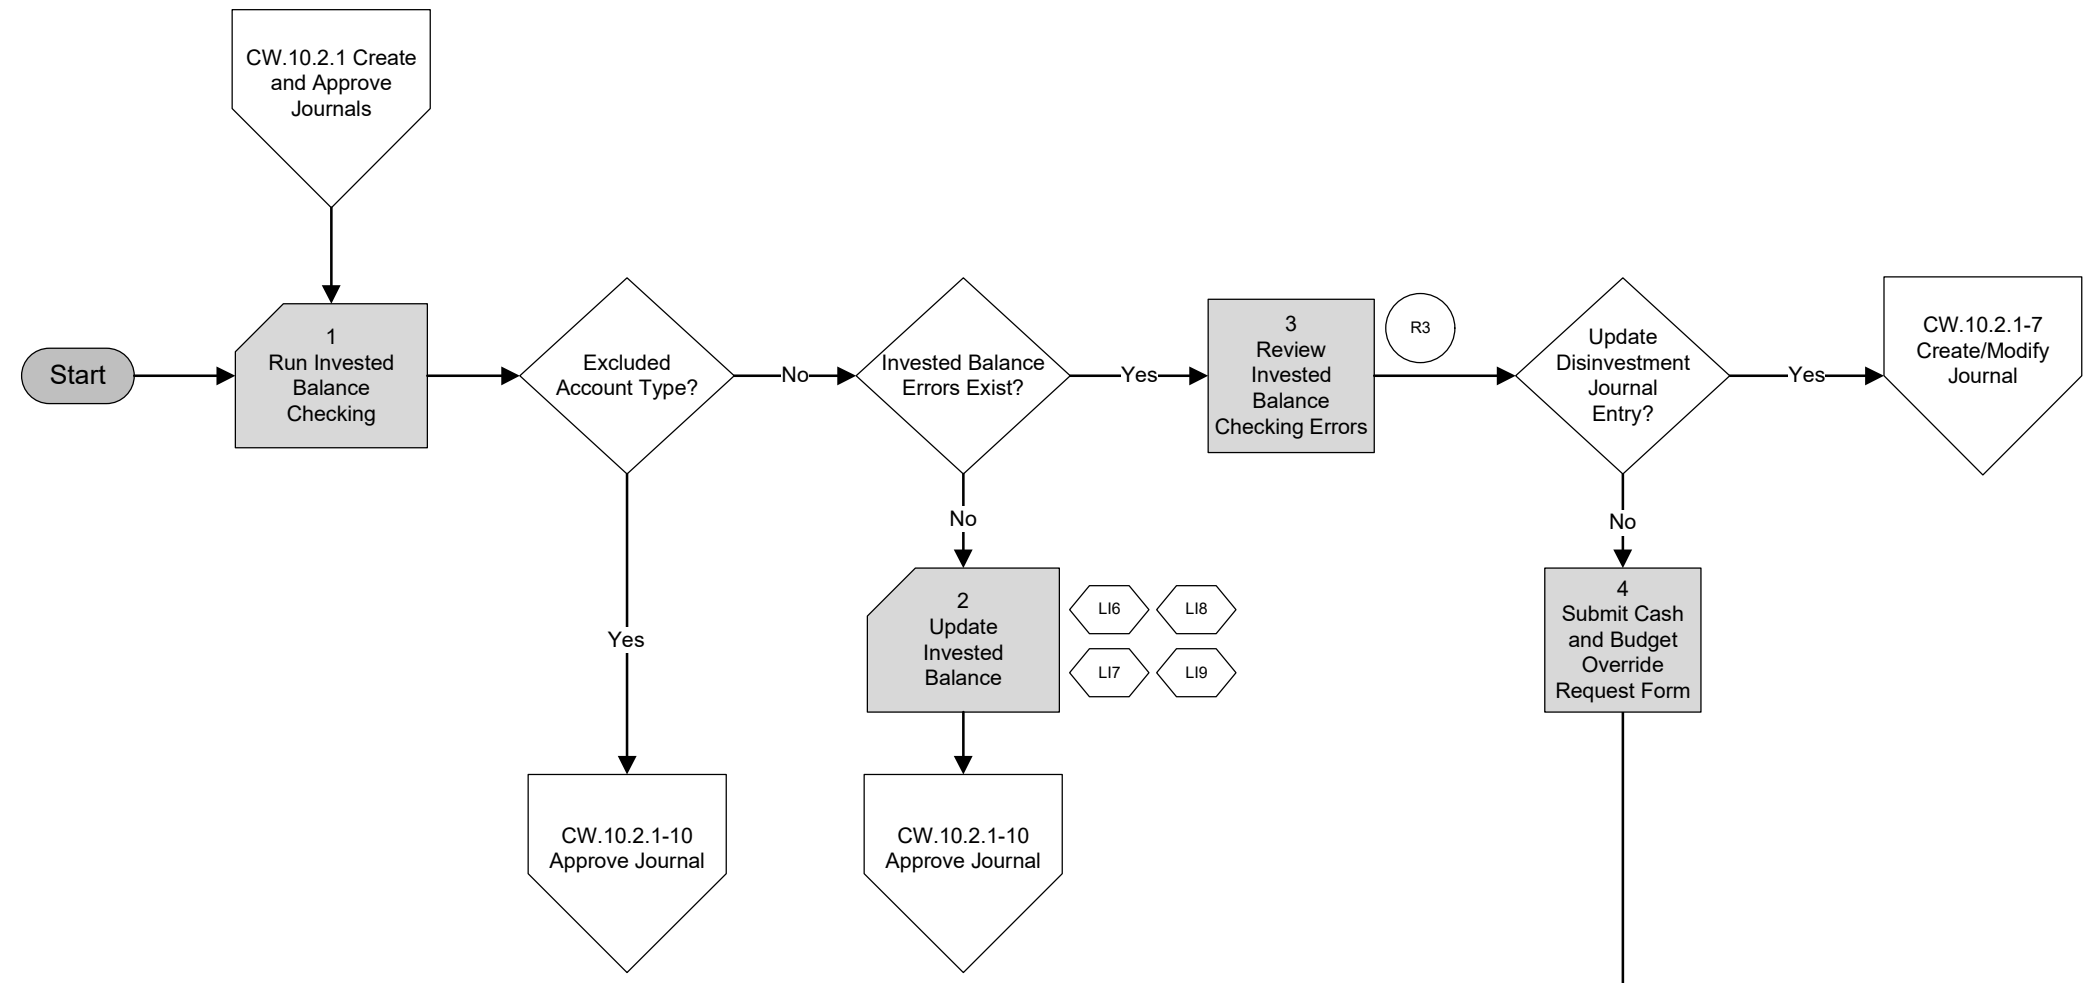 CW.10.2.1 Create
and Approve
Journals
Start
1
Run Invested
Balance
Checking
Excluded
Account Type?
No
Yes
Invested Balance
Errors Exist?
Yes
No
3
Review
Invested
Balance
Checking Errors
R3
Update
Disinvestment
Journal
Entry?
Yes
No
CW.10.2.1-7
Create/Modify
Journal
2
Update
Invested
Balance
LI6
LI8
LI7
LI9
4
Submit Cash
and Budget
Override
Request Form
CW.10.2.1-10
Approve Journal
CW.10.2.1-10
Approve Journal